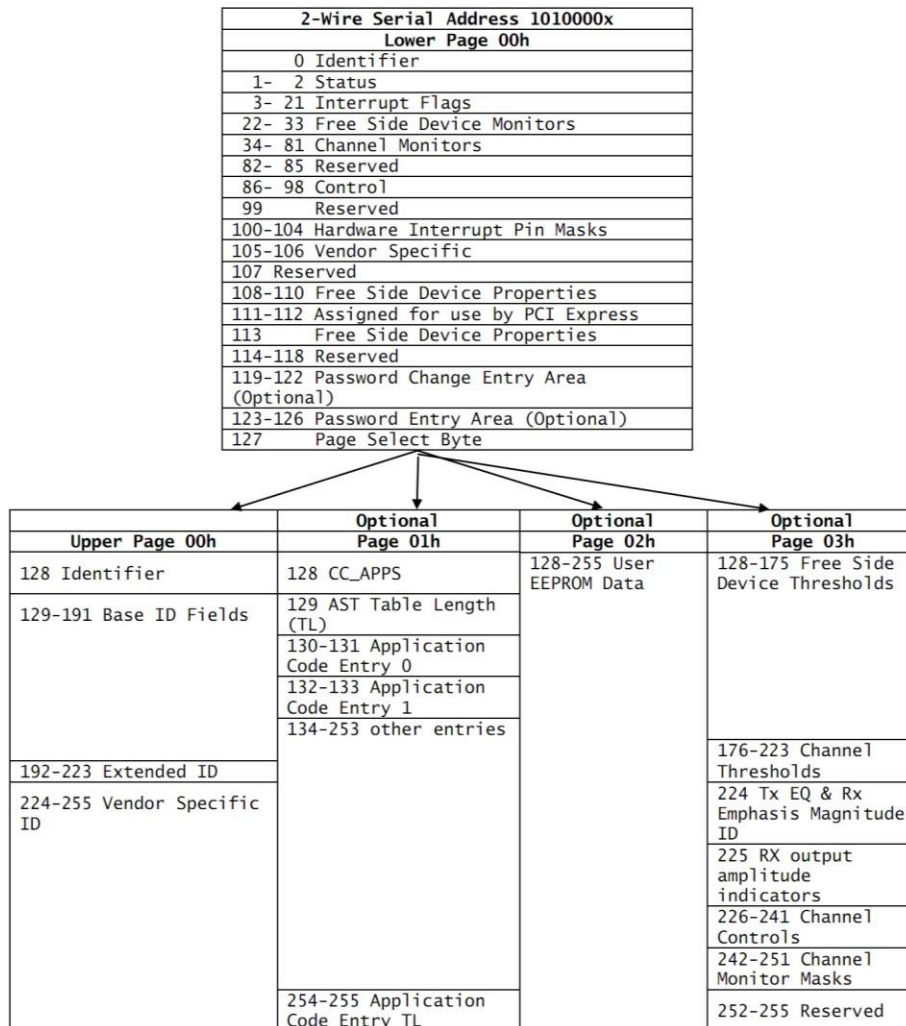 2-Wire Serial Address 1010000x
Lower Page 00h
0 Identifier
1- 2 Status
3- 21 Interrupt Flags
22- 33 Free Side Device Monitors
34- 81 Channel Monitors
82- 85 Reserved
86- 98 Control
99 Reserved
100-104 Hardware Interrupt Pin Masks
105-106 Vendor Specific
107 Reserved
108-110 Free Side Device Properties
111-112 Assigned for use by PCI Express
113 Free Side Device Properties
114-118 Reserved
119-122 Password Change Entry Area
(Optional)
123-126 Password Entry Area (Optional)
127 Page Select Byte
Upper Page 00h
128 Identifier
129-191 Base ID Fields
192-223 Extended ID
224-255 Vendor Specific
ID
Optional
Page 01h
128 CC_APPS
129 AST Table Length
(TL)
130-131 Application
Code Entry 0
132-133 Application
Code Entry 1
134-253 other entries
254-255 Application
Code Entry TL
Optional
Page 02h
128-255 User
EEPROM Data
Optional
Page 03h
128-175 Free Side
Device Thresholds
176-223 Channel
Thresholds
224 Tx EQ & Rx
Emphasis Magnitude
ID
225 RX output
amplitude
indicators
226-241 Channel
Controls
242-251 Channel
Monitor Masks
252-255 Reserved